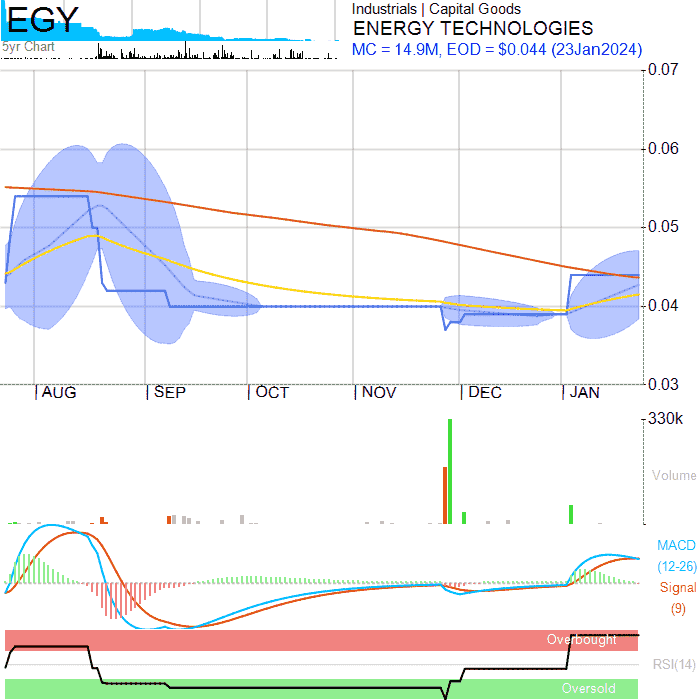 EGY
5yr Chart
Industrials | Capital Goods
ENERGY TECHNOLOGIES
MC = 14.9M, EOD = $0.044 (23Jan2024)
0.07
0.06
0.05
0.04
0.03
AUG
SEP
OCT
NOV
DEC
JAN
330k
Volume
MACD
(12-26)
Signal
(9)
Overbought
RSI(14)
Oversold